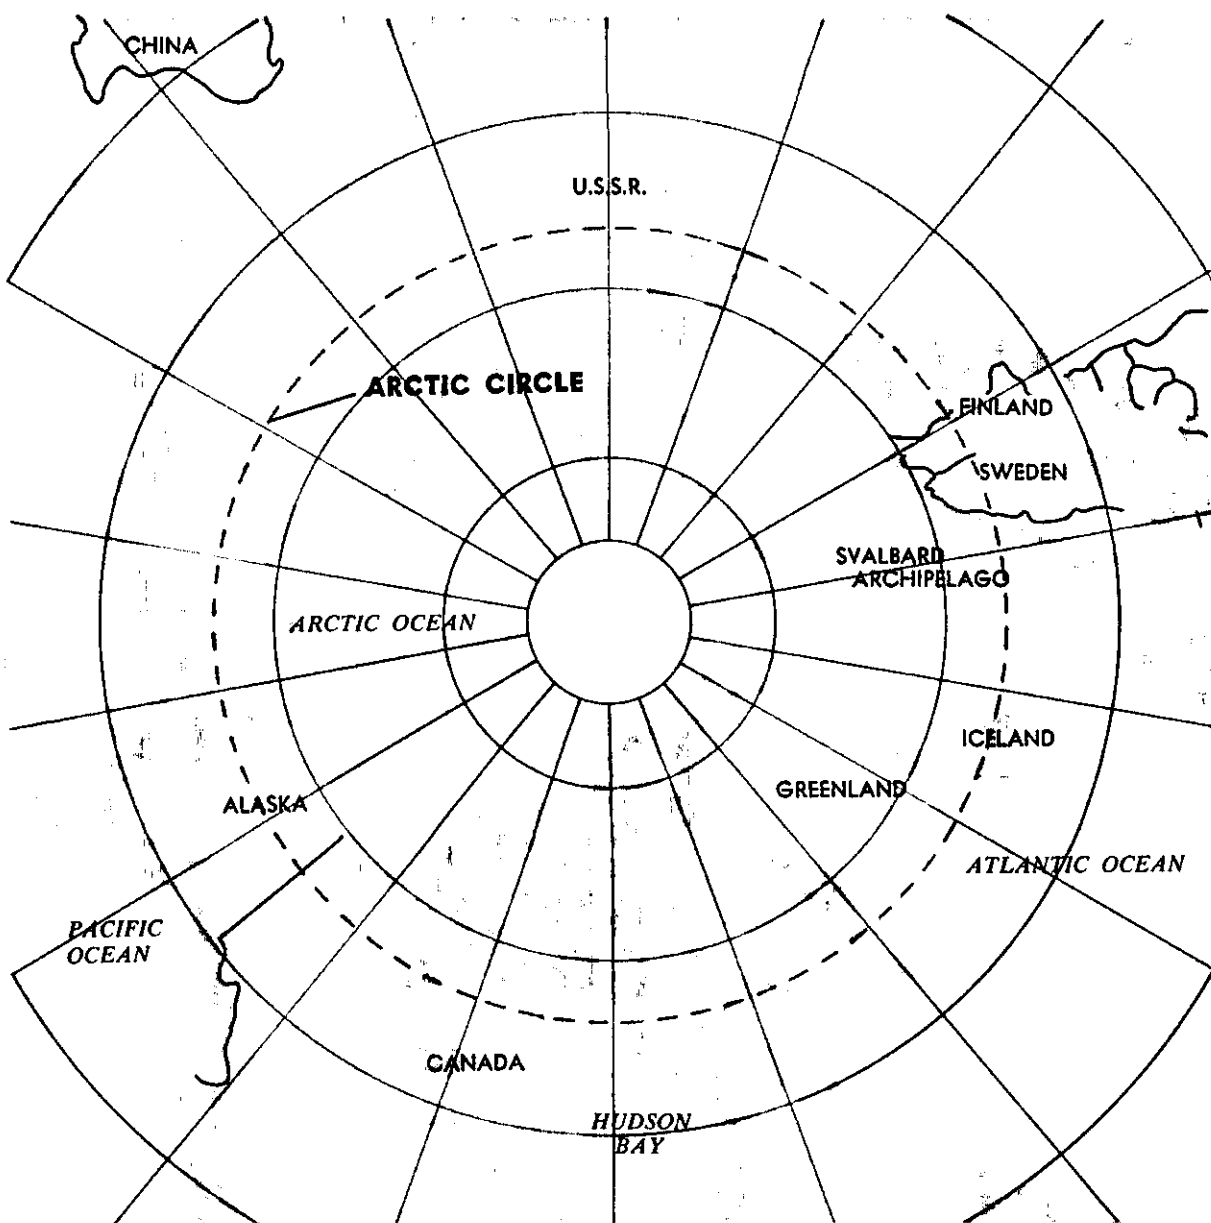 CHINA
U.S.S.R.
ARCTIC CIRCLE
FINLAND
SWEDEN
SVALBARD
ARCHIPELAGO
ARCTIC OCEAN
ICELAND
GREENLAND
ALASKA
ATLANTIC OCEAN
PACIFIC
OCEAN
CANADA
HUDSON
BAY